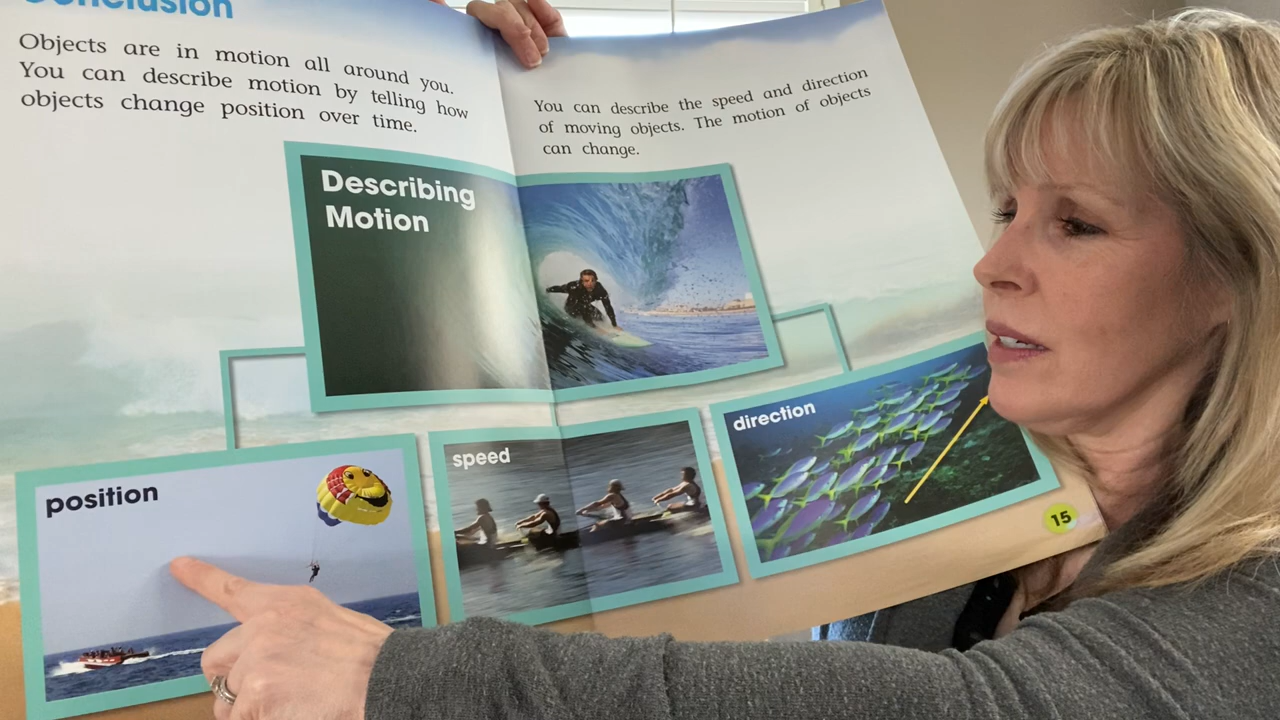 Conclusion
Objects are in motion all around you.
You can describe motion by telling how
objects change position over time.
You can describe the speed and direction
of moving objects. The motion of objects
can change.
Describing
Motion
position
speed
direction
15